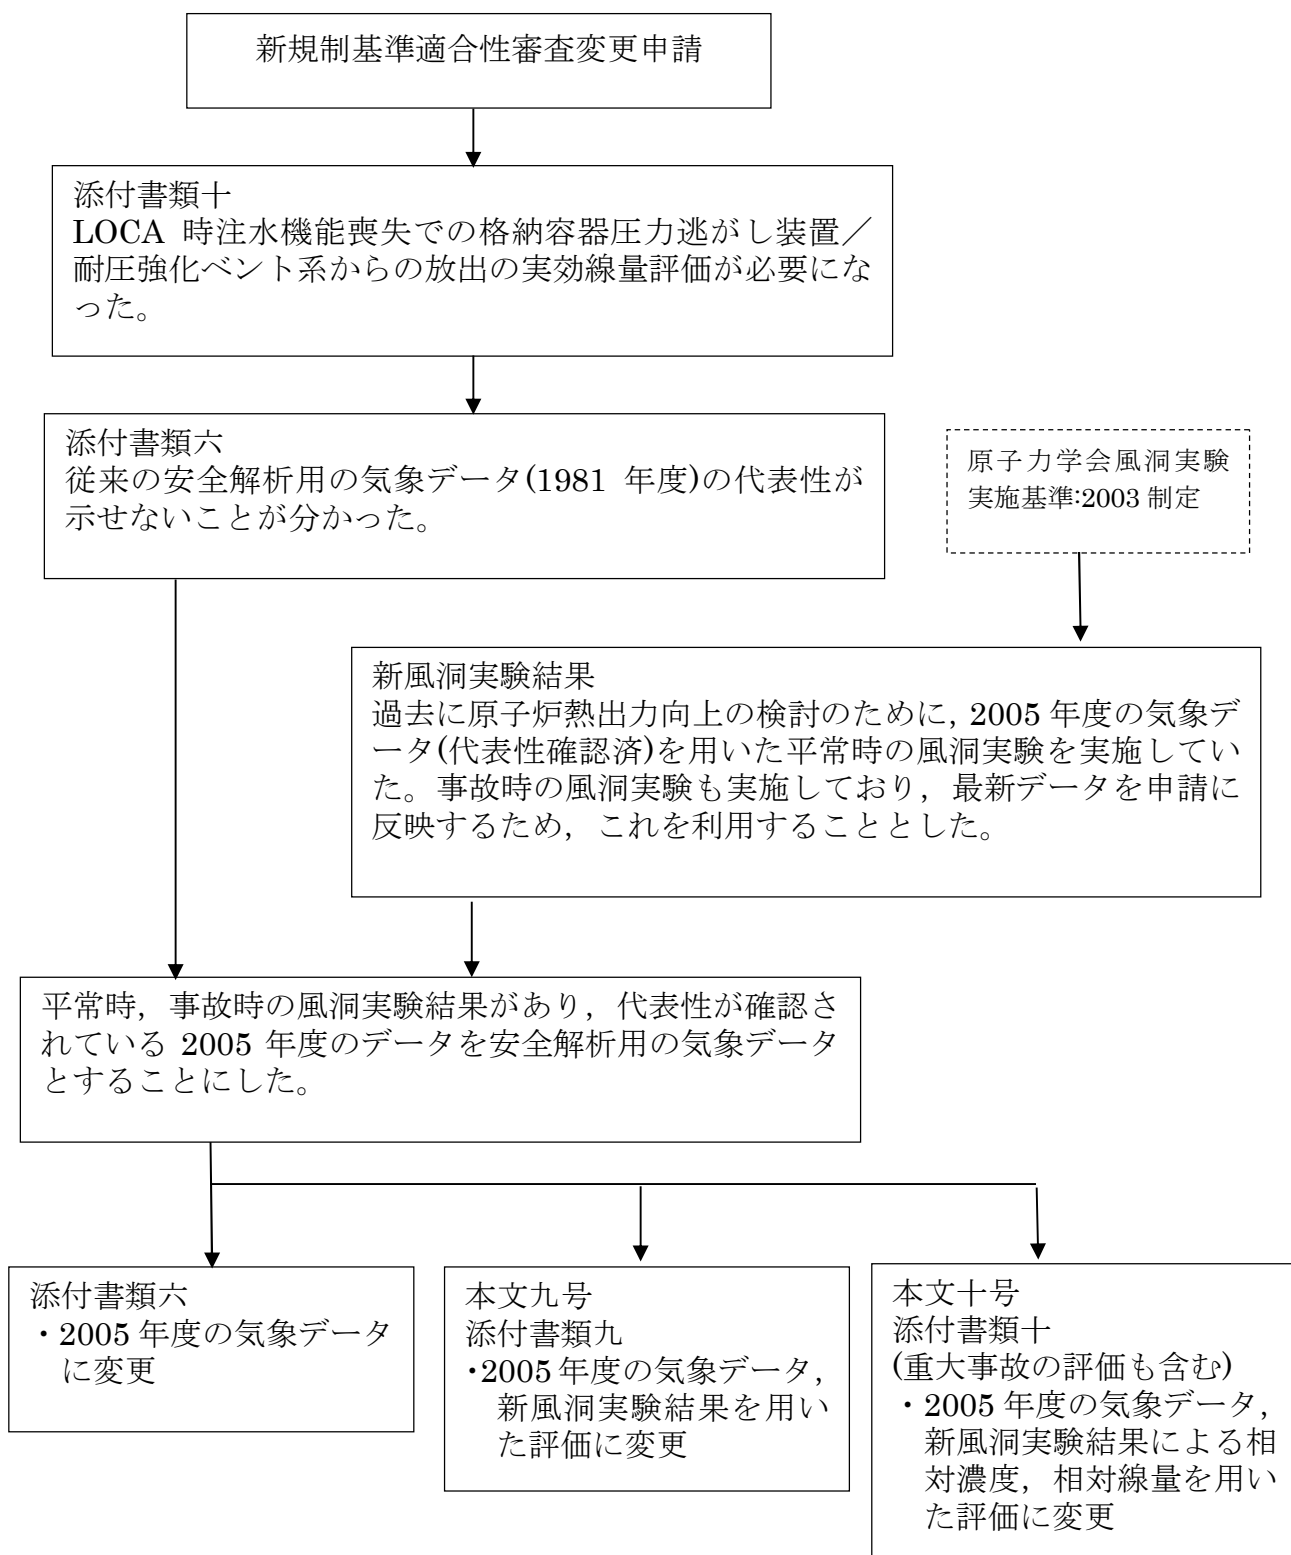 新規制基準適合性審査変更申請
添付書類十
LOCA 時注水機能喪失での格納容器圧力逃がし装置／
耐圧強化ベント系からの放出の実効線量評価が必要にな
った。
添付書類六
従来の安全解析用の気象データ(1981 年度)の代表性が
示せないことが分かった。
原子力学会風洞実験
実施基準:2003 制定
新風洞実験結果
過去に原子炉熱出力向上の検討のために, 2005 年度の気象デ
ータ(代表性確認済)を用いた平常時の風洞実験を実施してい
た。事故時の風洞実験も実施しており，最新データを申請に
反映するため，これを利用することとした。
平常時，事故時の風洞実験結果があり，代表性が確認さ
れている 2005 年度のデータを安全解析用の気象データ
とすることにした。
添付書類六
・2005 年度の気象データ
に変更
本文九号
添付書類九
・2005 年度の気象データ，
新風洞実験結果を用い
た評価に変更
本文十号
添付書類十
(重大事故の評価も含む)
・2005 年度の気象データ，
新風洞実験結果による相
対濃度，相対線量を用い
た評価に変更